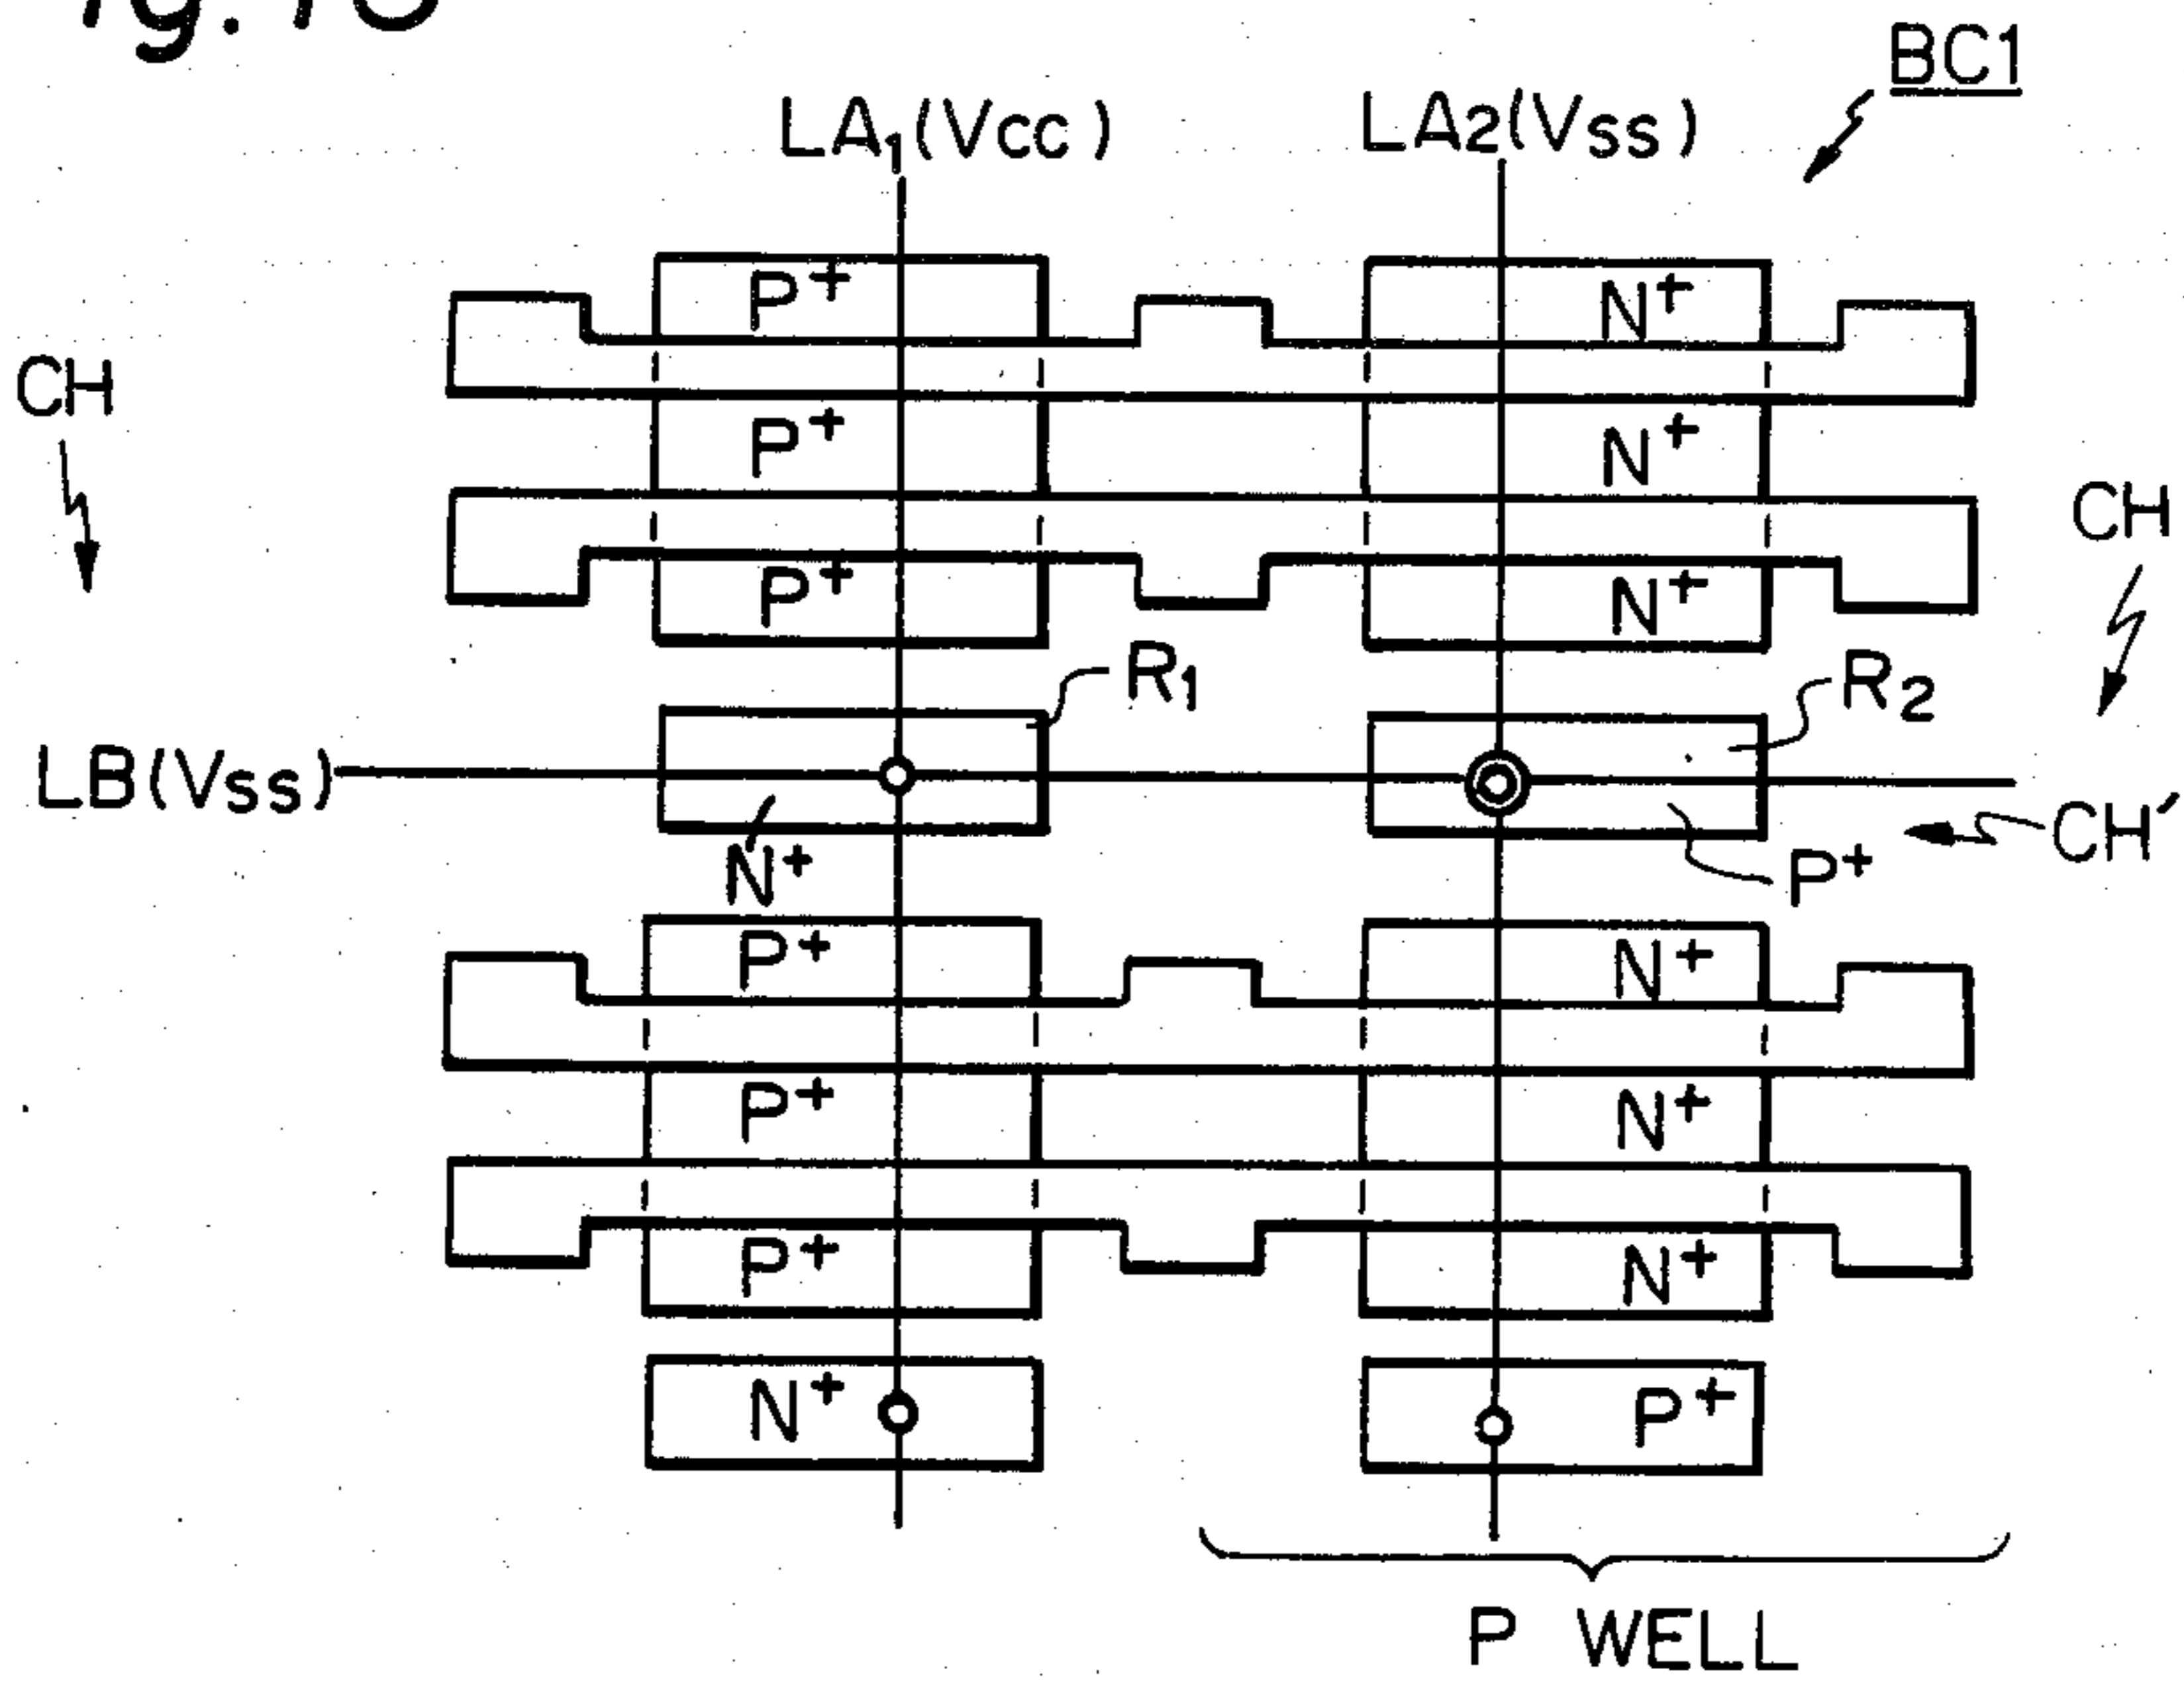 BC1
LA1(Vcc) LA2(Vss)
P+ N+
CH
P+ N+
CH
P+ N+
R1 R2
LB(Vss)
CH'
N+ P+
P+ N+
P+ N+
P+ N+
N+ P+
P WELL